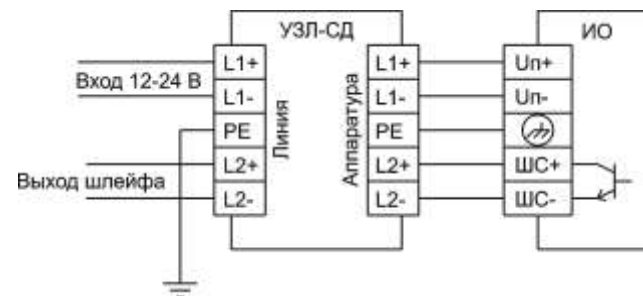 УЗЛ-СД
ИО
Вход 12-24 В
L1+
L1-
PE
L2+
L2-
Линия
Выход шлейфа
Аппаратура
L1+
L1-
PE
L2+
L2-
Uп+
Uп-
ШС+
ШС-